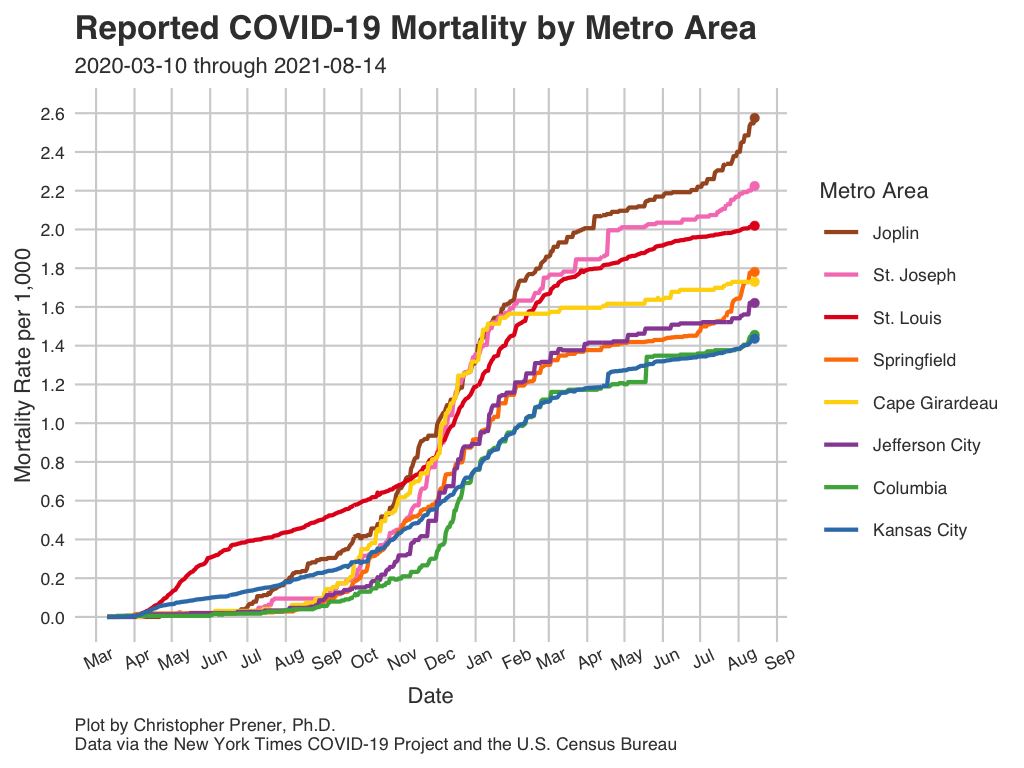 Reported COVID-19 Mortality by Metro Area
2020-03-10 through 2021-08-14
Mortality Rate per 1,000
2.6
2.4
2.2
2.0
1.8
1.6
1.4
1.2
1.0
0.8
0.6
0.4
0.2
0.0
Mar Apr May Jun Jul Aug Sep Oct Nov Dec Jan Feb Mar Apr May Jun Jul Aug Sep
Date
Metro Area
Joplin
St. Joseph
St. Louis
Springfield
Cape Girardeau
Jefferson City
Columbia
Kansas City
Plot by Christopher Prener, Ph.D.
Data via the New York Times COVID-19 Project and the U.S. Census Bureau